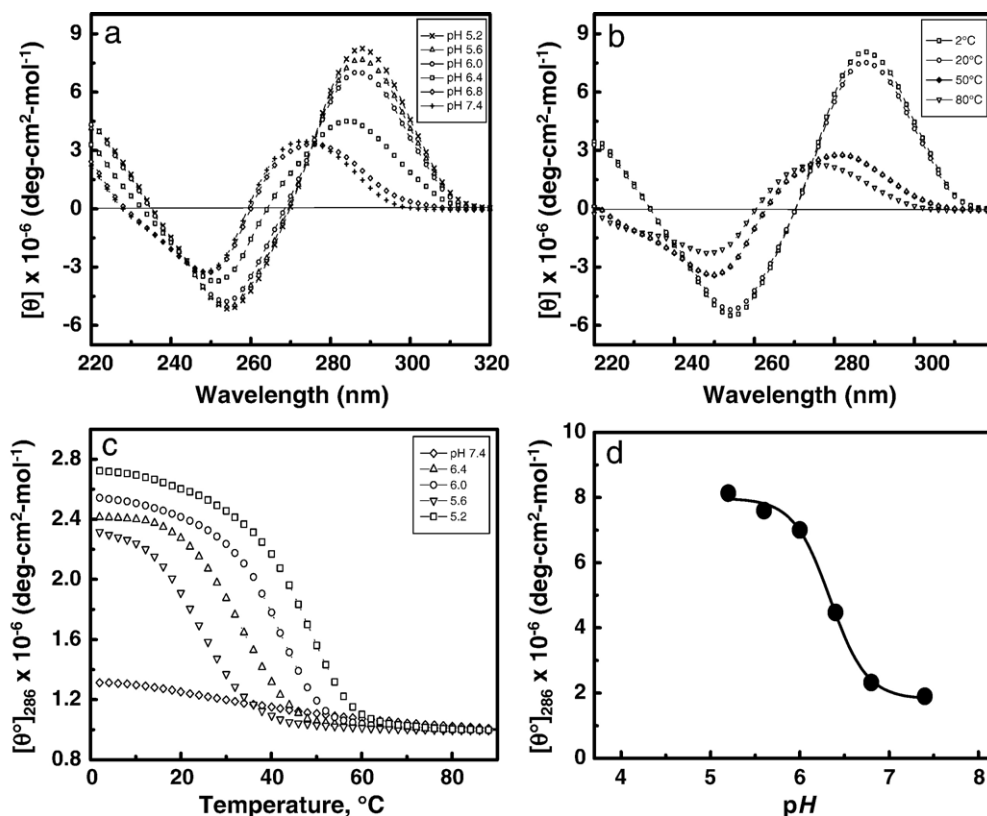 a
[θ] x 10⁻⁶ (deg-cm²-mol⁻¹)
9
6
3
0
-3
-6
220 240 260 280 300 320
Wavelength (nm)
pH 5.2
pH 5.6
pH 6.0
pH 6.4
pH 6.8
pH 7.4
b
[θ] x 10⁻⁶ (deg-cm²-mol⁻¹)
9
6
3
0
-3
-6
220 240 260 280 300
Wavelength (nm)
2°C
20°C
50°C
80°C
c
[θ°]₂₈₆ x 10⁻⁶ (deg-cm²-mol⁻¹)
2.8
2.4
2.0
1.6
1.2
0.8
0 20 40 60 80
Temperature, °C
pH 7.4
6.4
6.0
5.6
5.2
d
[θ°]₂₈₆ x 10⁻⁶ (deg-cm²-mol⁻¹)
10
8
6
4
2
0
4 5 6 7 8
pH